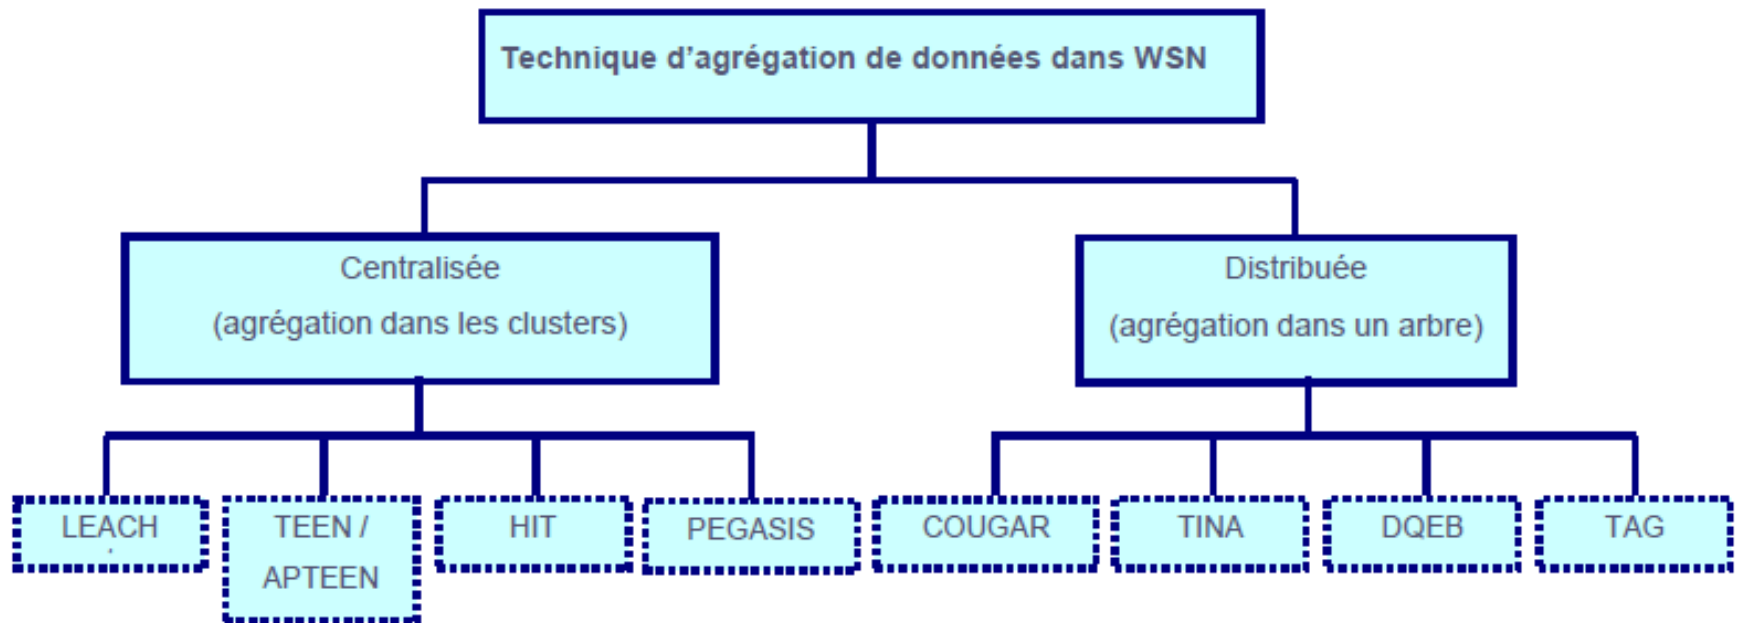 Technique d’agrégation de données dans WSN
Centralisée
(agrégation dans les clusters)
Distribuée
(agrégation dans un arbre)
LEACH
TEEN /
APTEEN
HIT
PEGASIS
COUGAR
TINA
DQEB
TAG